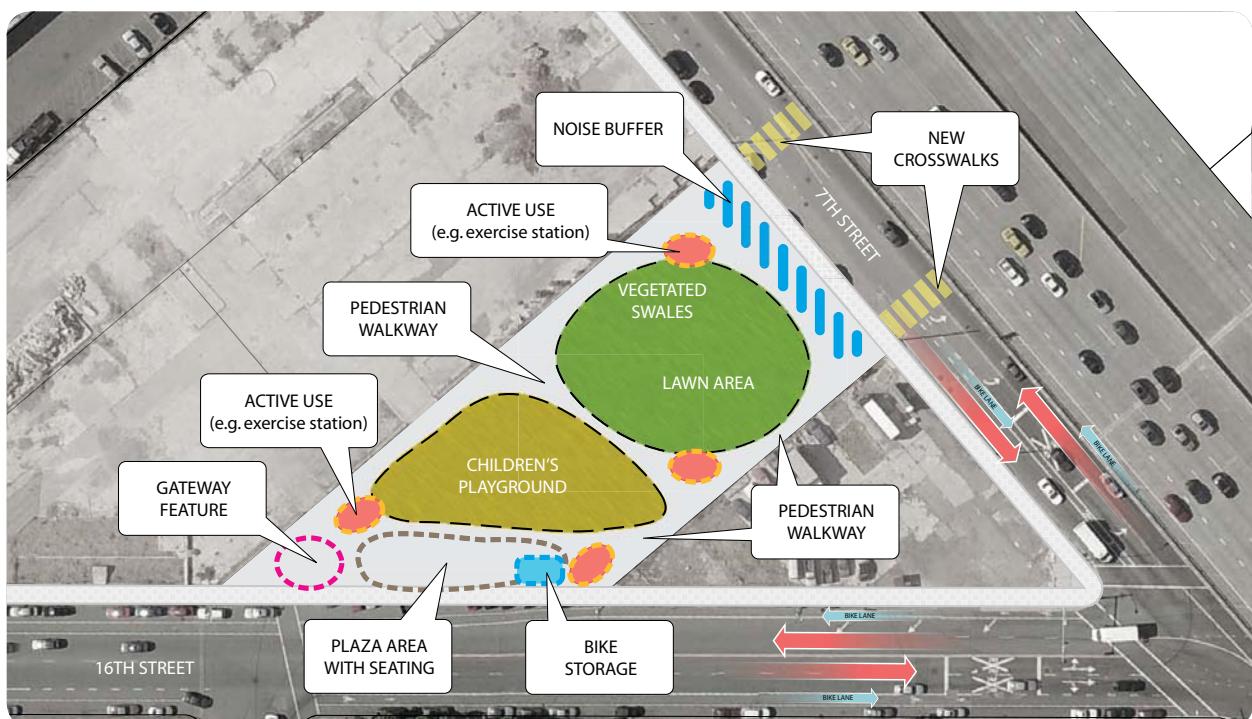 NOISE BUFFER
NEW
CROSSWALKS
ACTIVE USE
(e.g. exercise station)
7TH STREET
VEGETATED
SWALES
PEDESTRIAN
WALKWAY
LAWN AREA
BIKE LANE
BIKE LANE
ACTIVE USE
(e.g. exercise station)
CHILDREN'S
PLAYGROUND
GATEWAY
FEATURE
PEDESTRIAN
WALKWAY
BIKE LANE
PLAZA AREA
WITH SEATING
BIKE
STORAGE
16TH STREET
BIKE LANE